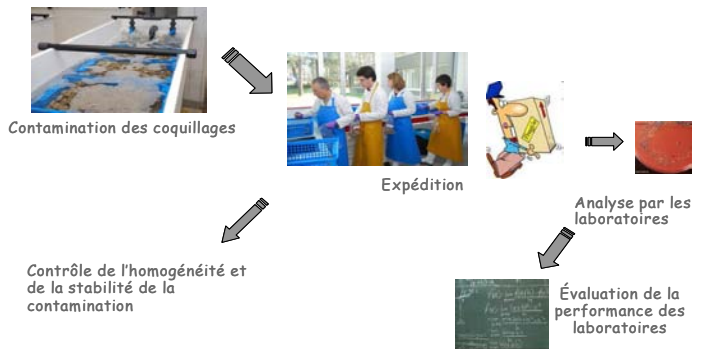 Contamination des coquillages
Expédition
Analyse par les
laboratoires
Contrôle de l'homogénéité et
de la stabilité de la
contamination
Évaluation de la
performance des
laboratoires